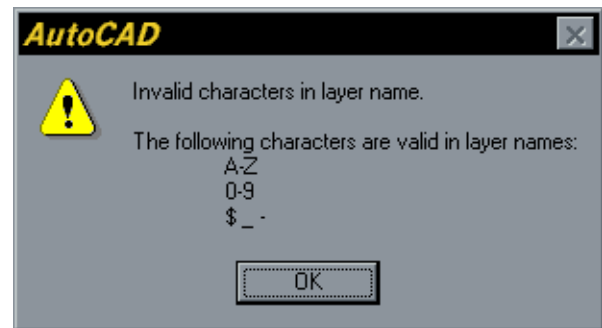 AutoCAD
Invalid characters in layer name.
The following characters are valid in layer names:
A-Z
0-9
$ _ -
OK